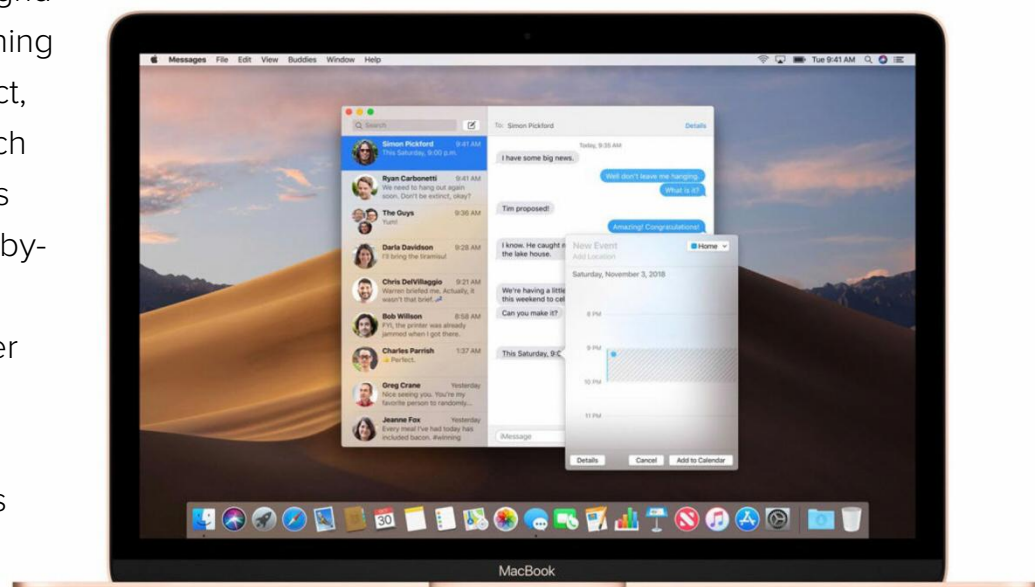 ning
ct,
ch
s
by-
er
s
Messages File Edit View Buddies Window Help
Tue 9:41 AM
Search
To: Simon Pickford
Details
Simon Pickford 9:41 AM
This Saturday, 9:00 p.m.
Ryan Carbonetti 9:41 AM
We need to hang out again
soon. Don't be extinct, okay?
The Guys 9:36 AM
Yum!
Darla Davidson 9:28 AM
I'll bring the tiramisu!
Chris DelVillaggio 9:21 AM
Warren briefed me. Actually, it
wasn't that brief.
Bob Willson 8:58 AM
FYI, the printer was already
jammed when I got there.
Charles Parrish 1:37 AM
Perfect.
Greg Crane Yesterday
Nice seeing you. You're my
favorite person to randomly...
Jeanne Fox Yesterday
Every meal I've had today has
included bacon. #winning
Today, 9:35 AM
I have some big news.
Well don't leave me hanging.
What is it?
Tim proposed!
Amazing! Congratulations!
I know. He caught
the lake house.
We're having a little
this weekend to cel
Can you make it?
This Saturday, 9:0
iMessage
New Event
Home
Add Location
Saturday, November 3, 2018
8 PM
9 PM
10 PM
11 PM
Details Cancel Add to Calendar
30
MacBook